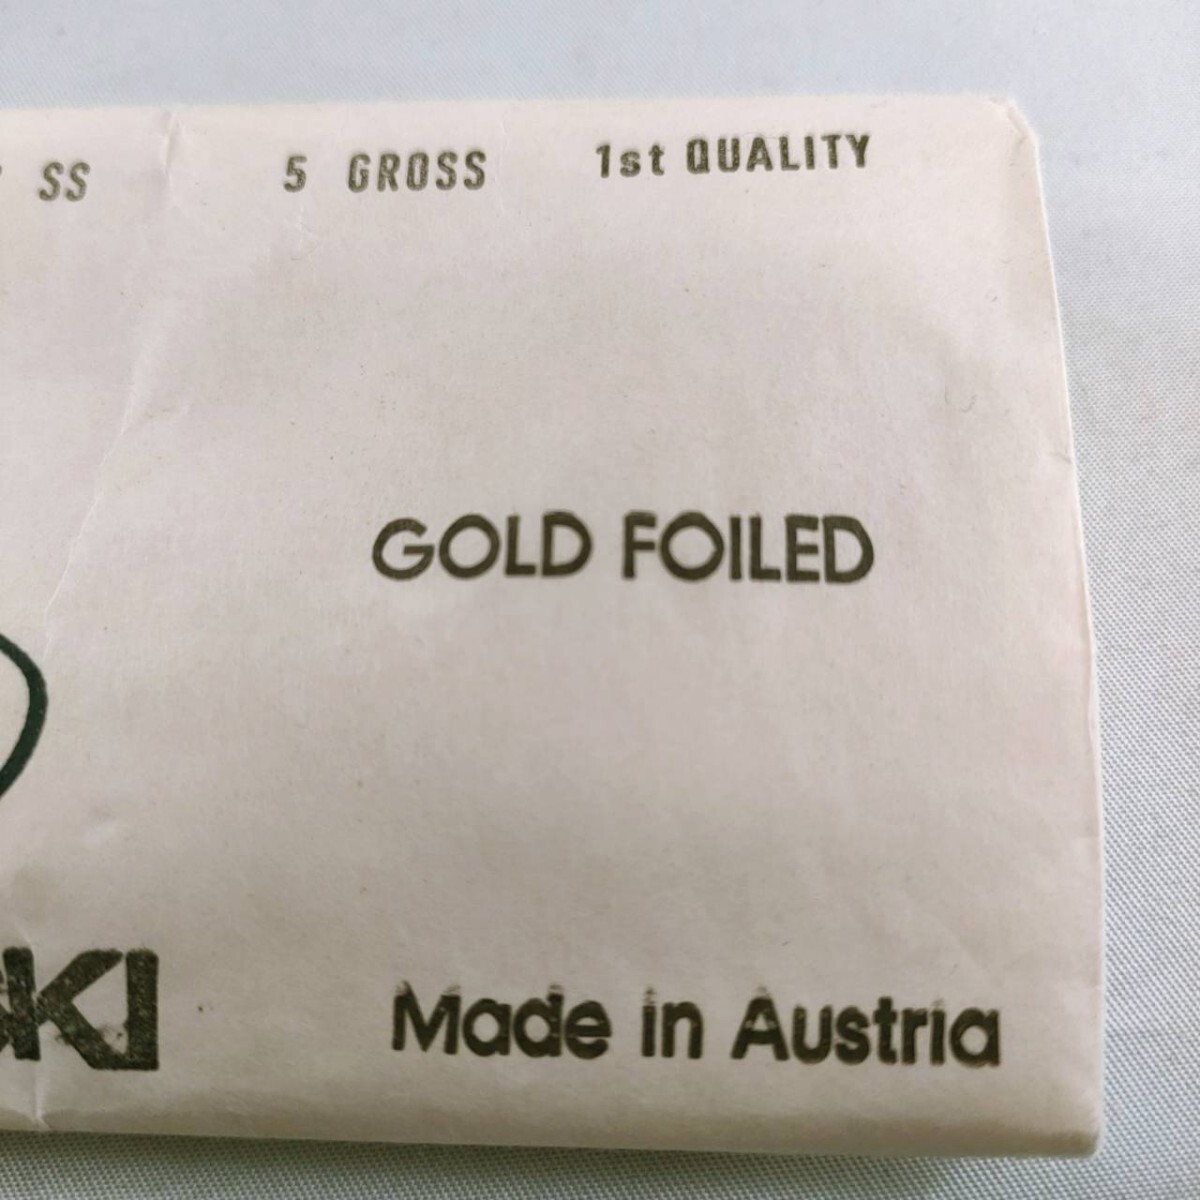 SS 5 GROSS 1st QUALITY
GOLD FOILED
Made in Austria